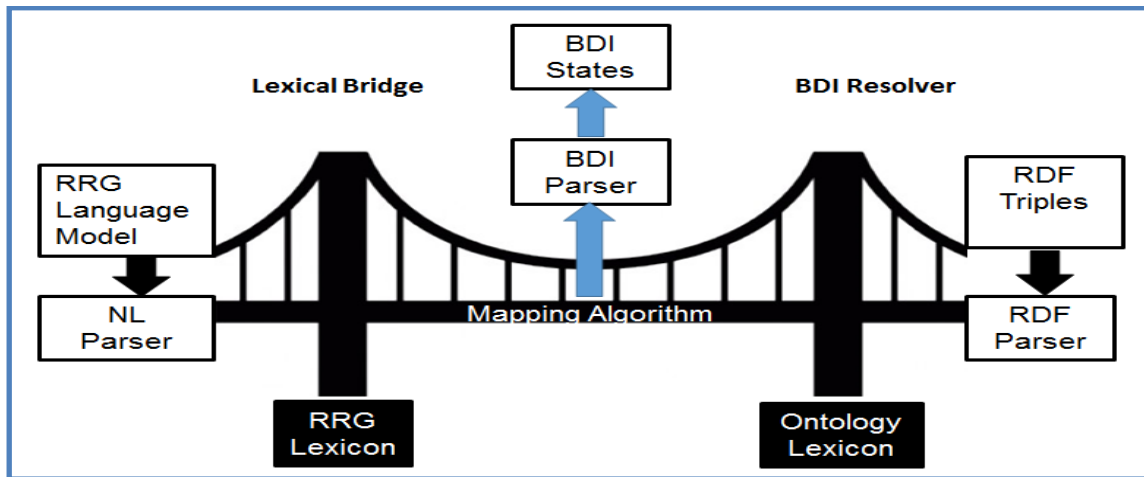 BDI
States
Lexical Bridge
BDI Resolver
BDI
Parser
RRG
Language
Model
RDF
Triples
NL
Parser
Mapping Algorithm
RDF
Parser
RRG
Lexicon
Ontology
Lexicon